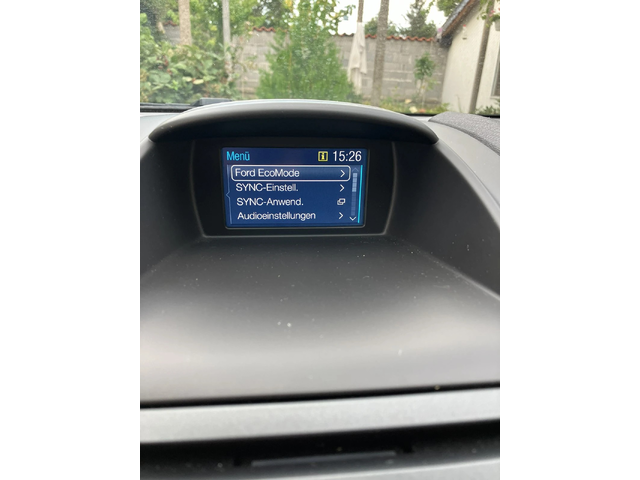 Menü i 15:26
Ford EcoMode
SYNC-Einstell.
SYNC-Anwend.
Audioeinstellungen